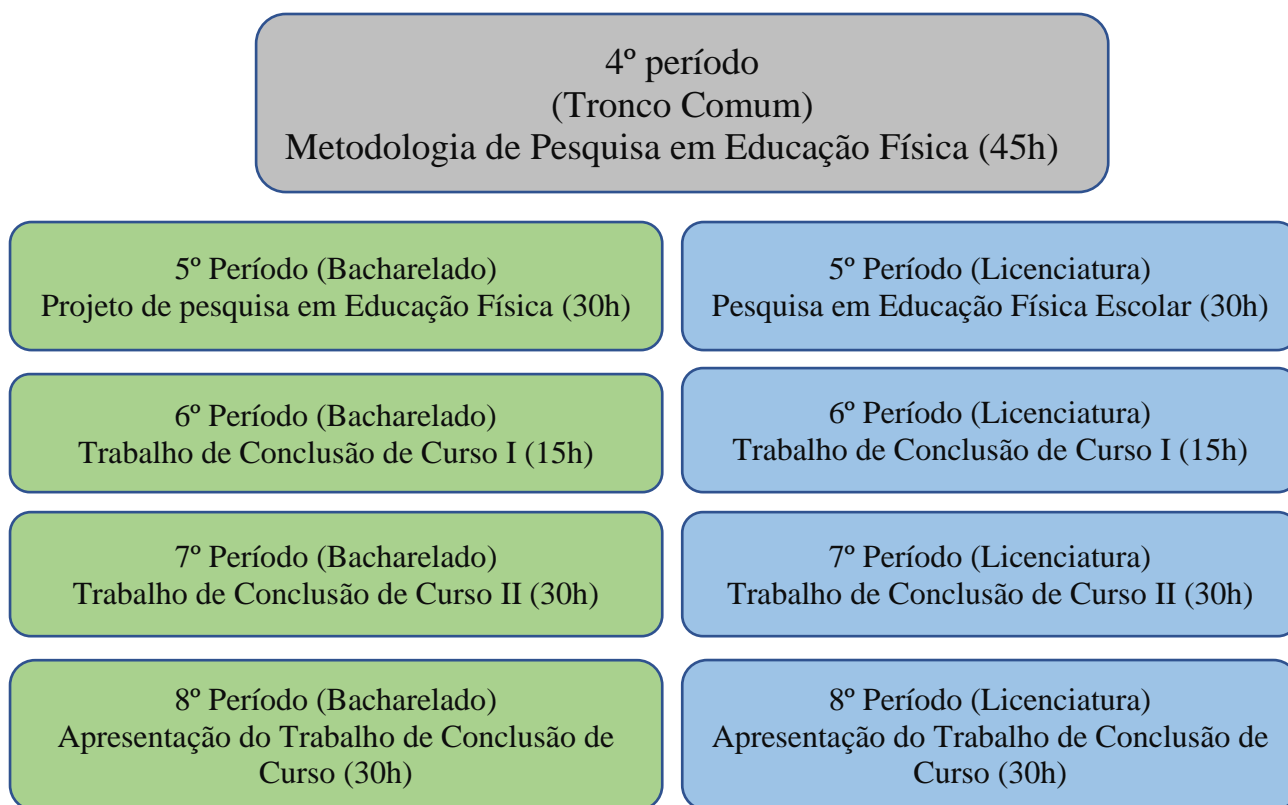 4º período
(Tronco Comum)
Metodologia de Pesquisa em Educação Física (45h)
5º Período (Bacharelado)
Projeto de pesquisa em Educação Física (30h)
5º Período (Licenciatura)
Pesquisa em Educação Física Escolar (30h)
6º Período (Bacharelado)
Trabalho de Conclusão de Curso I (15h)
6º Período (Licenciatura)
Trabalho de Conclusão de Curso I (15h)
7º Período (Bacharelado)
Trabalho de Conclusão de Curso II (30h)
7º Período (Licenciatura)
Trabalho de Conclusão de Curso II (30h)
8º Período (Bacharelado)
Apresentação do Trabalho de Conclusão de
Curso (30h)
8º Período (Licenciatura)
Apresentação do Trabalho de Conclusão de
Curso (30h)